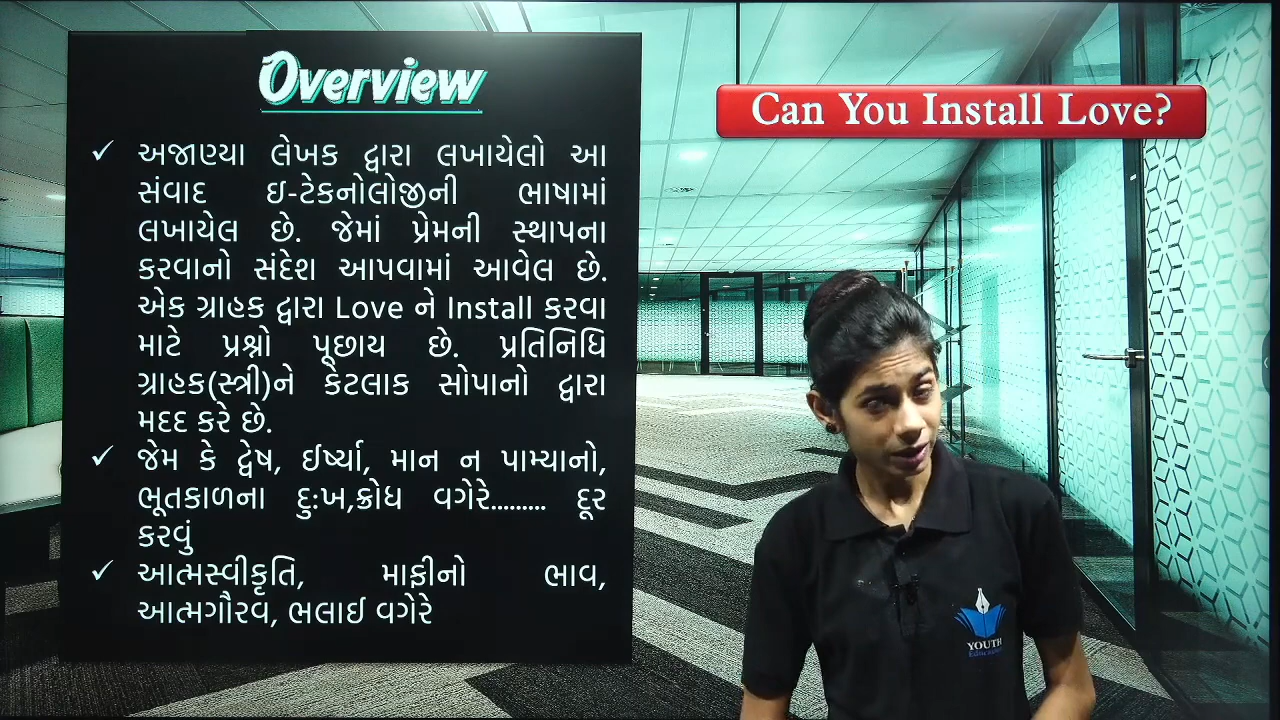 Overview
Can You Install Love?
અજાણ્યા લેખક દ્વારા લખાયેલો આ
સંવાદ ઇ-ટેકનોલોજીની ભાષામાં
લખાયેલ છે. જેમાં પ્રેમની સ્થાપના
કરવાનો સંદેશ આપવામાં આવેલ છે.
એક ગ્રાહક દ્વારા Love ને Install કરવા
માટે પ્રશ્નો પૂછાય છે. પ્રતિનિધિ
ગ્રાહક(સ્ત્રી)ને કેટલાક સોપાનો દ્વારા
મદદ કરે છે.
જેમ કે દ્વેષ, ઈર્ષ્યા, માન ન પામ્યાનો,
ભૂતકાળના દુઃખ,ક્રોધ વગેરે......... દૂર
કરવું
આત્મસ્વીકૃતિ, માફીનો ભાવ,
આત્મગૌરવ, ભલાઈ વગેરે
YOUTH
Education